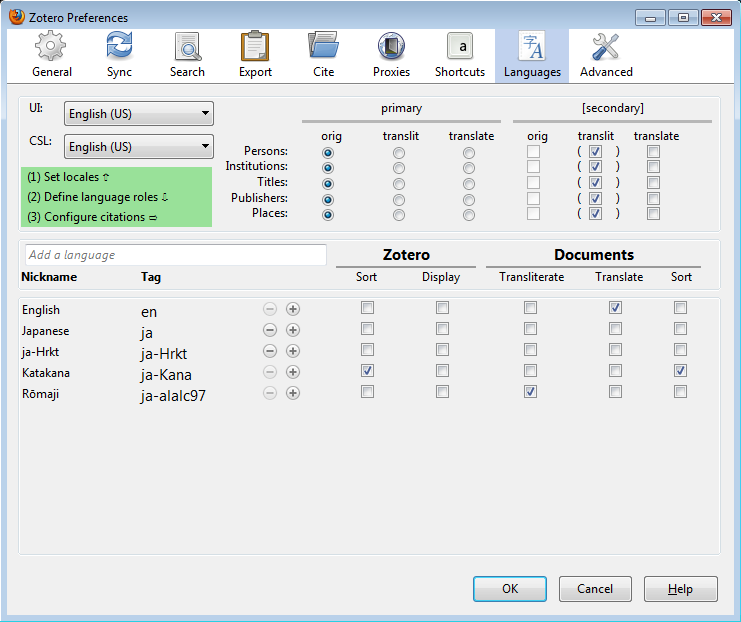 Zotero Preferences
General Sync Search Export Cite Proxies Shortcuts Languages Advanced
UI: English (US)
CSL: English (US)
(1) Set locales ⇡
(2) Define language roles ⇣
(3) Configure citations ⇨
primary [secondary]
orig translit translate orig translit translate
Persons: ( )
Institutions: ( )
Titles: ( )
Publishers: ( )
Places: ( )
Add a language
Zotero Documents
Nickname Tag Sort Display Transliterate Translate Sort
English en
Japanese ja
ja-Hrkt ja-Hrkt
Katakana ja-Kana
Rōmaji ja-alalc97
OK Cancel Help